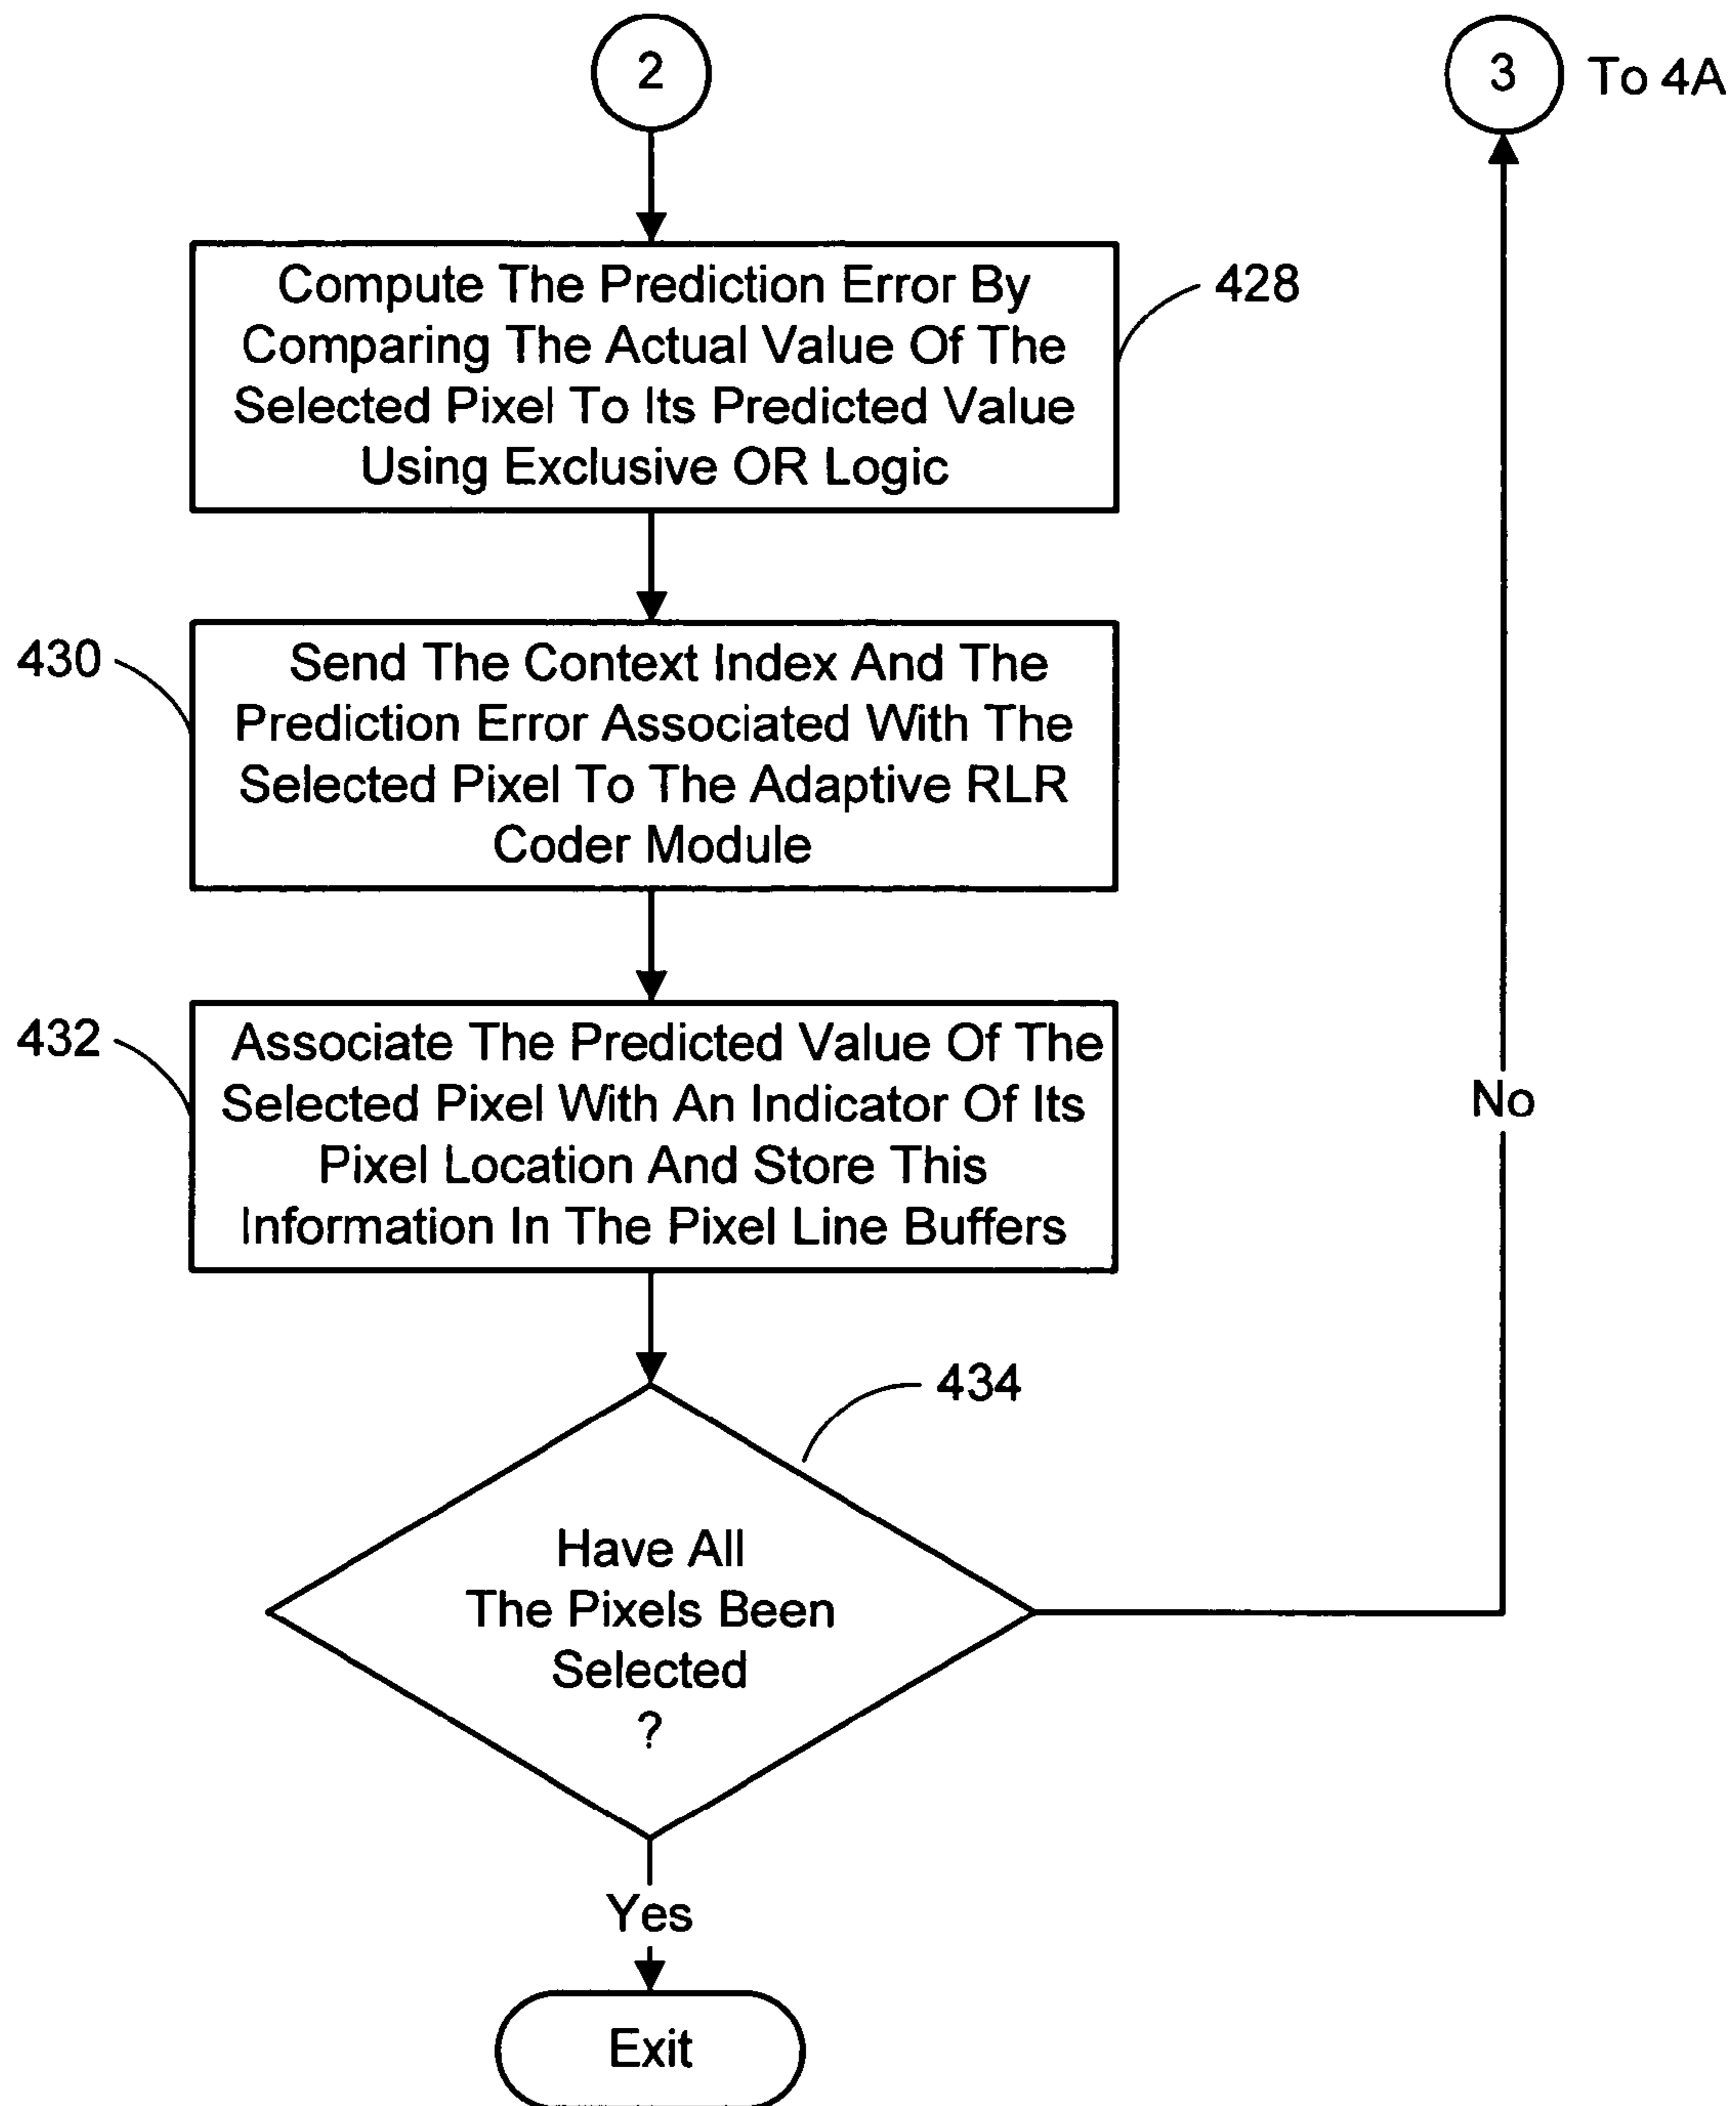 2
3 To 4A
Compute The Prediction Error By
Comparing The Actual Value Of The
Selected Pixel To Its Predicted Value
Using Exclusive OR Logic
428
430
Send The Context Index And The
Prediction Error Associated With The
Selected Pixel To The Adaptive RLR
Coder Module
432
Associate The Predicted Value Of The
Selected Pixel With An Indicator Of Its
Pixel Location And Store This
Information In The Pixel Line Buffers
No
434
Have All
The Pixels Been
Selected
?
Yes
Exit